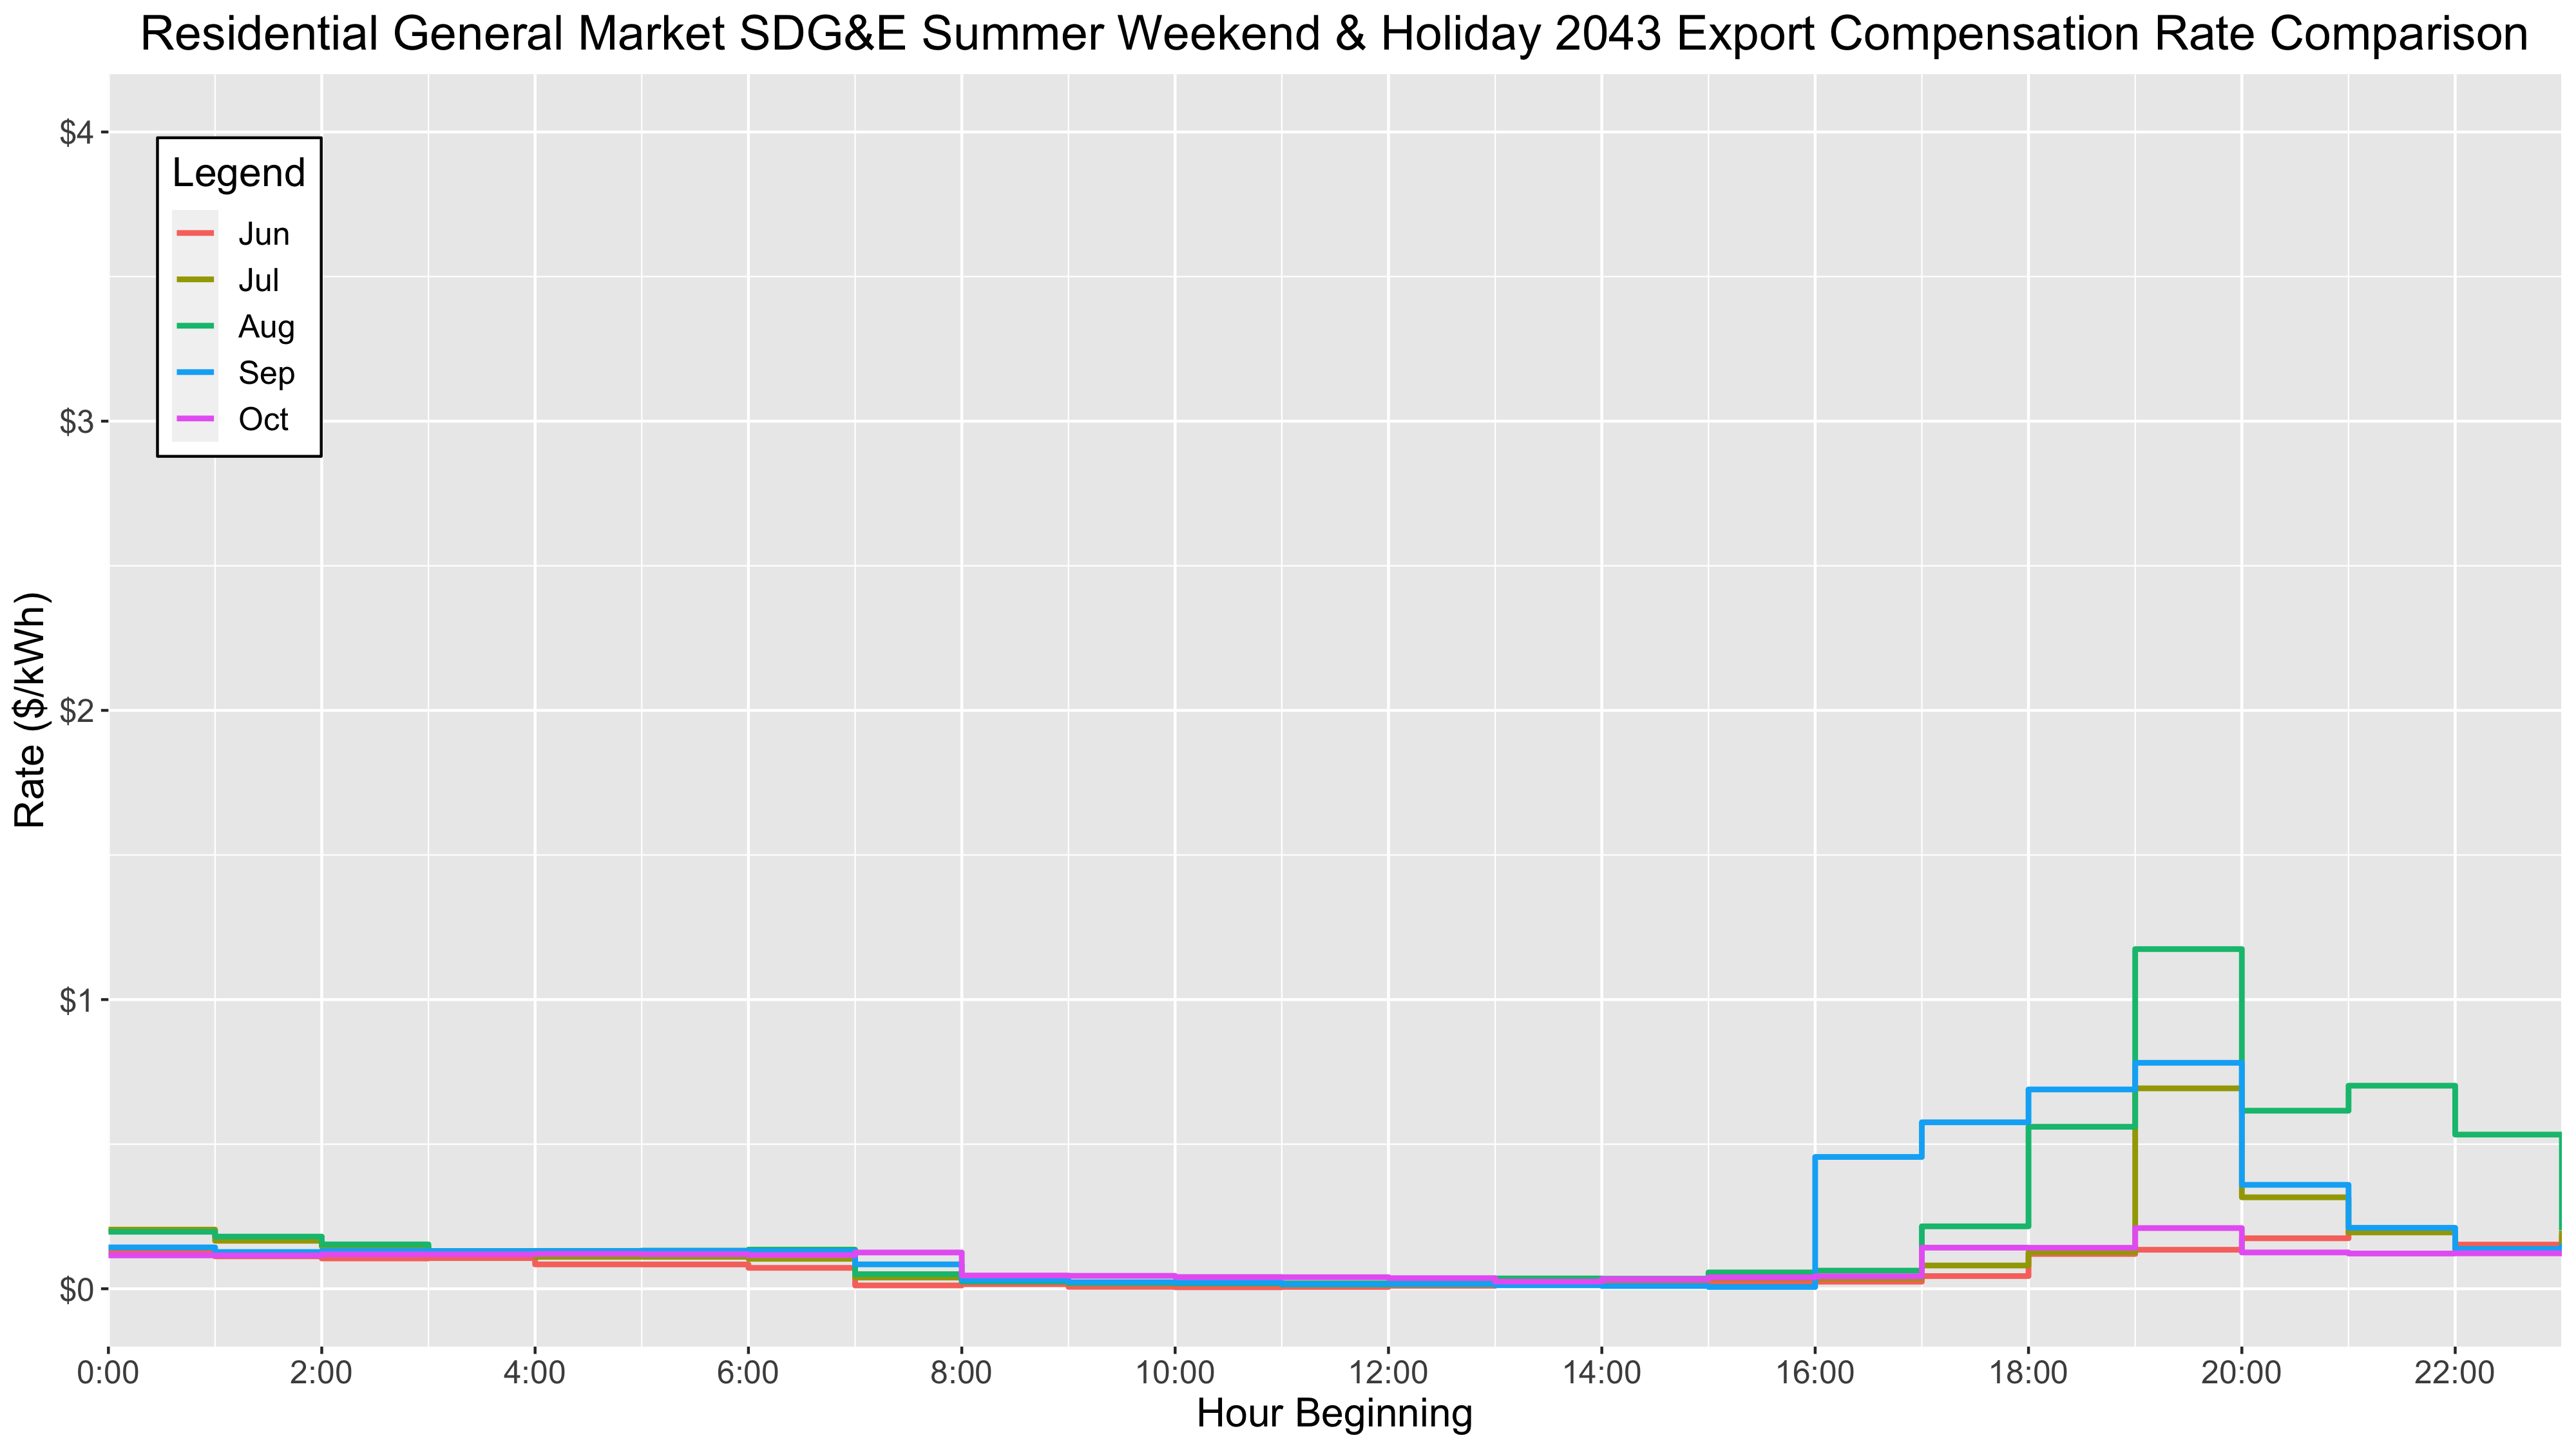 Residential General Market SDG&E Summer Weekend & Holiday 2043 Export Compensation Rate Comparison
$4
Legend
Jun
Jul
Aug
Sep
Oct
$3
Rate ($/kWh)
$2
$1
$0
0:00 2:00 4:00 6:00 8:00 10:00 12:00 14:00 16:00 18:00 20:00 22:00
Hour Beginning